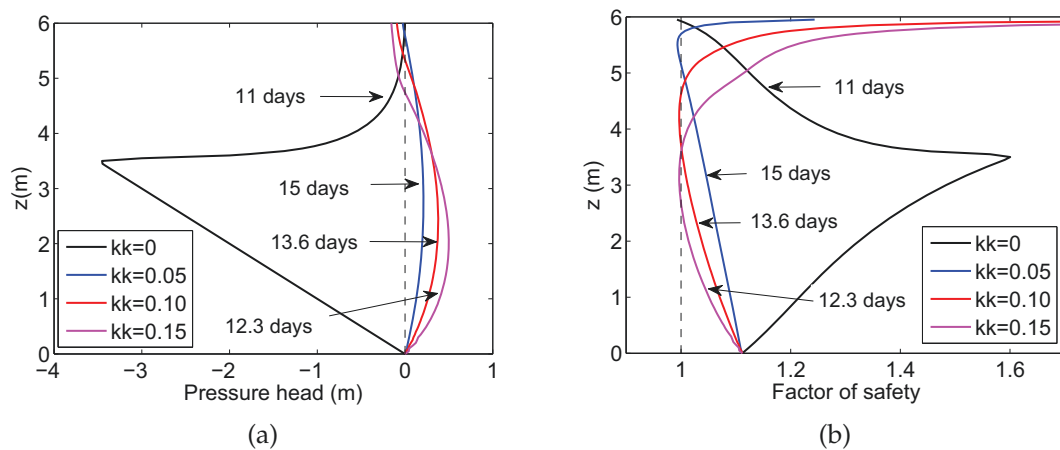 6
5
4
3
2
1
0
z(m)
−4
−3
−2
−1
0
1
Pressure head (m)
11 days
15 days
13.6 days
12.3 days
kk=0
kk=0.05
kk=0.10
kk=0.15
(a)
6
5
4
3
2
1
0
z (m)
0.9
1
1.2
1.4
1.6
Factor of safety
11 days
15 days
13.6 days
12.3 days
kk=0
kk=0.05
kk=0.10
kk=0.15
(b)